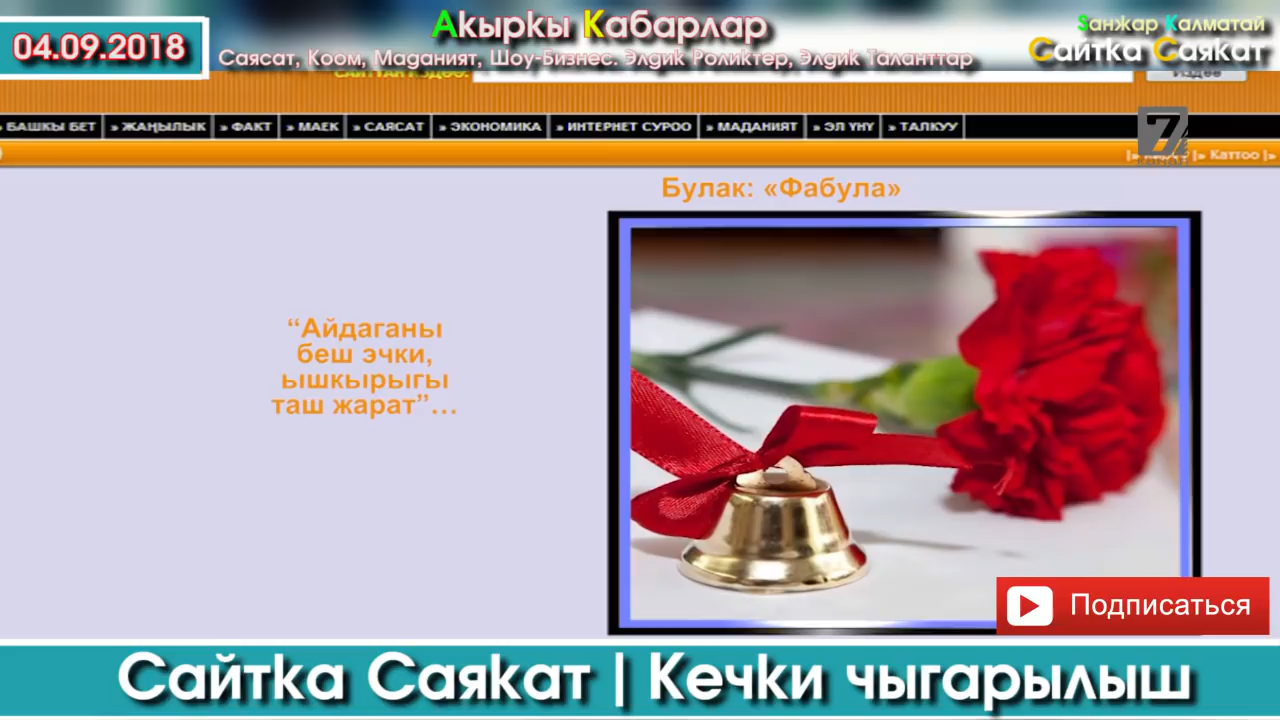 04.09.2018
Акыркы Кабарлар
Саясат, Коом, Маданият, Шоу-Бизнес. Элдик Роликтер, Элдик Таланттар
Санжар Калматай
Сайтка Саякат
» БАШКЫ БЕТ » ЖАҢЫЛЫК » ФАКТ » МАЕК » САЯСАТ » ЭКОНОМИКА » ИНТЕРНЕТ СУРОО » МАДАНИЯТ » ЭЛ ҮНҮ » ТАЛКУУ
7
|» Каттоо |»
Булак: «Фабула»
“Айдаганы
беш эчки,
ышкырыгы
таш жарат”…
Подписаться
Сайтка Саякат | Кечки чыгарылыш